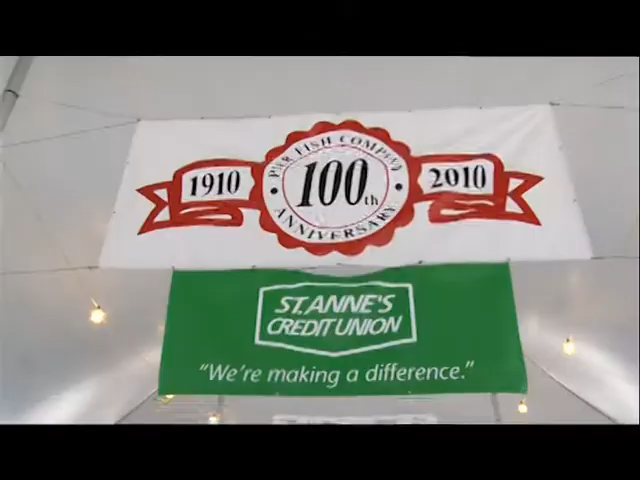 PIER FISH COMPANY
1910 100th 2010
ANNIVERSARY
ST. ANNE'S
CREDIT UNION
"We're making a difference."